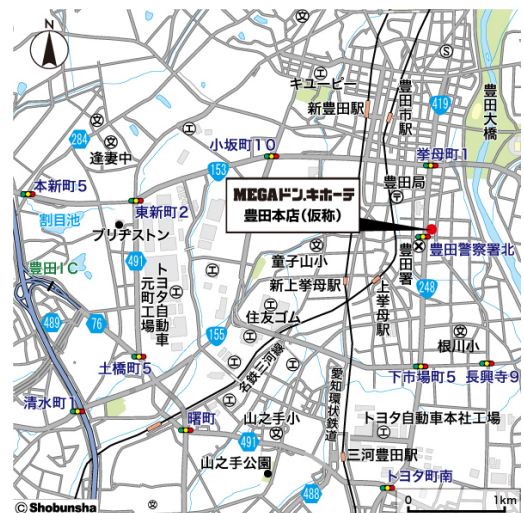 N
キユーピー
新豊田駅
豊田市駅
419
豊田大橋
284
逢妻中
小坂町10
153
挙母町1
本新町5
東新町2
MEGAドン.キホーテ
豊田本店(仮称)
豊田局
割目池
ブリヂストン
豊田警察署北
豊田IC
491
トヨタ自動車
元町工場
童子山小
新上挙母駅
上挙母駅
豊田署
248
489
76
155
住友ゴム
名鉄三河線
愛知環状鉄道
根川小
土橋町5
下市場町5
長興寺9
清水町1
曙町
山之手小
491
トヨタ自動車本社工場
山之手公園
三河豊田駅
488
トヨタ町南
© Shobunsha
0
1km